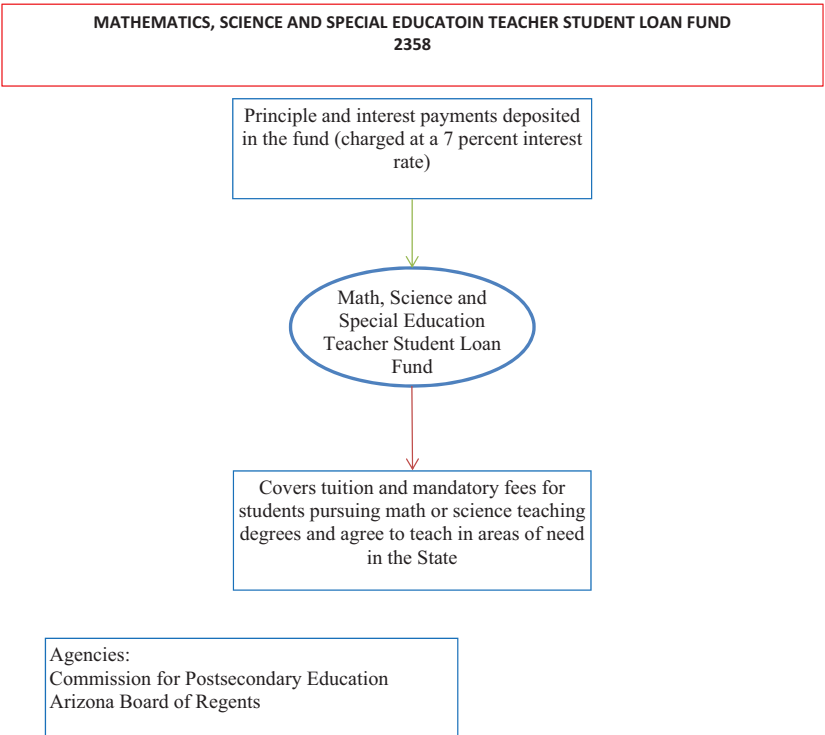 MATHEMATICS, SCIENCE AND SPECIAL EDUCATOIN TEACHER STUDENT LOAN FUND
2358
Principle and interest payments deposited
in the fund (charged at a 7 percent interest
rate)
Math, Science and
Special Education
Teacher Student Loan
Fund
Covers tuition and mandatory fees for
students pursuing math or science teaching
degrees and agree to teach in areas of need
in the State
Agencies:
Commission for Postsecondary Education
Arizona Board of Regents